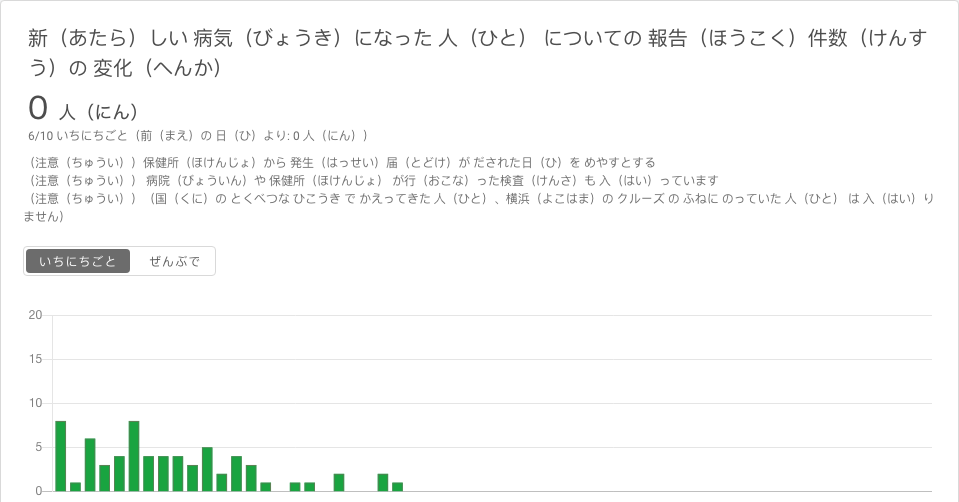 新（あたら）しい 病気（びょうき）になった 人（ひと） についての 報告（ほうこく）件数（けんす
う）の 変化（へんか）
0 人（にん）
6/10 いちにちごと（前（まえ）の 日（ひ）より: 0 人（にん））
（注意（ちゅうい））保健所（ほけんじょ）から 発生（はっせい）届（とどけ）が だされた日（ひ）を めやすとする
（注意（ちゅうい）） 病院（びょういん）や 保健所（ほけんじょ） が行（おこな）った検査（けんさ）も 入（はい）っています
（注意（ちゅうい））（国（くに）の とくべつな ひこうき で かえってきた 人（ひと）、横浜（よこはま）の クルーズ の ふねに のっていた 人（ひと） は 入（はい）り
ません）
いちにちごと ぜんぶで
20
15
10
5
0